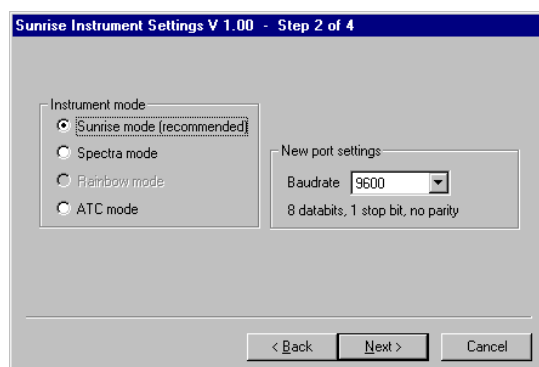 Sunrise Instrument Settings V 1.00 - Step 2 of 4
Instrument mode
Sunrise mode (recommended)
Spectra mode
Rainbow mode
ATC mode
New port settings
Baudrate 9600
8 databits, 1 stop bit, no parity
< Back Next > Cancel